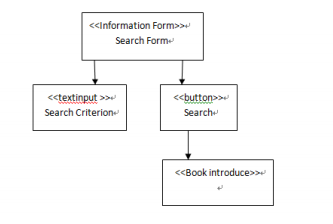 <<Information Form>>
Search Form
<<textinput >>
Search Criterion
<<button>>
Search
<<Book introduce>>